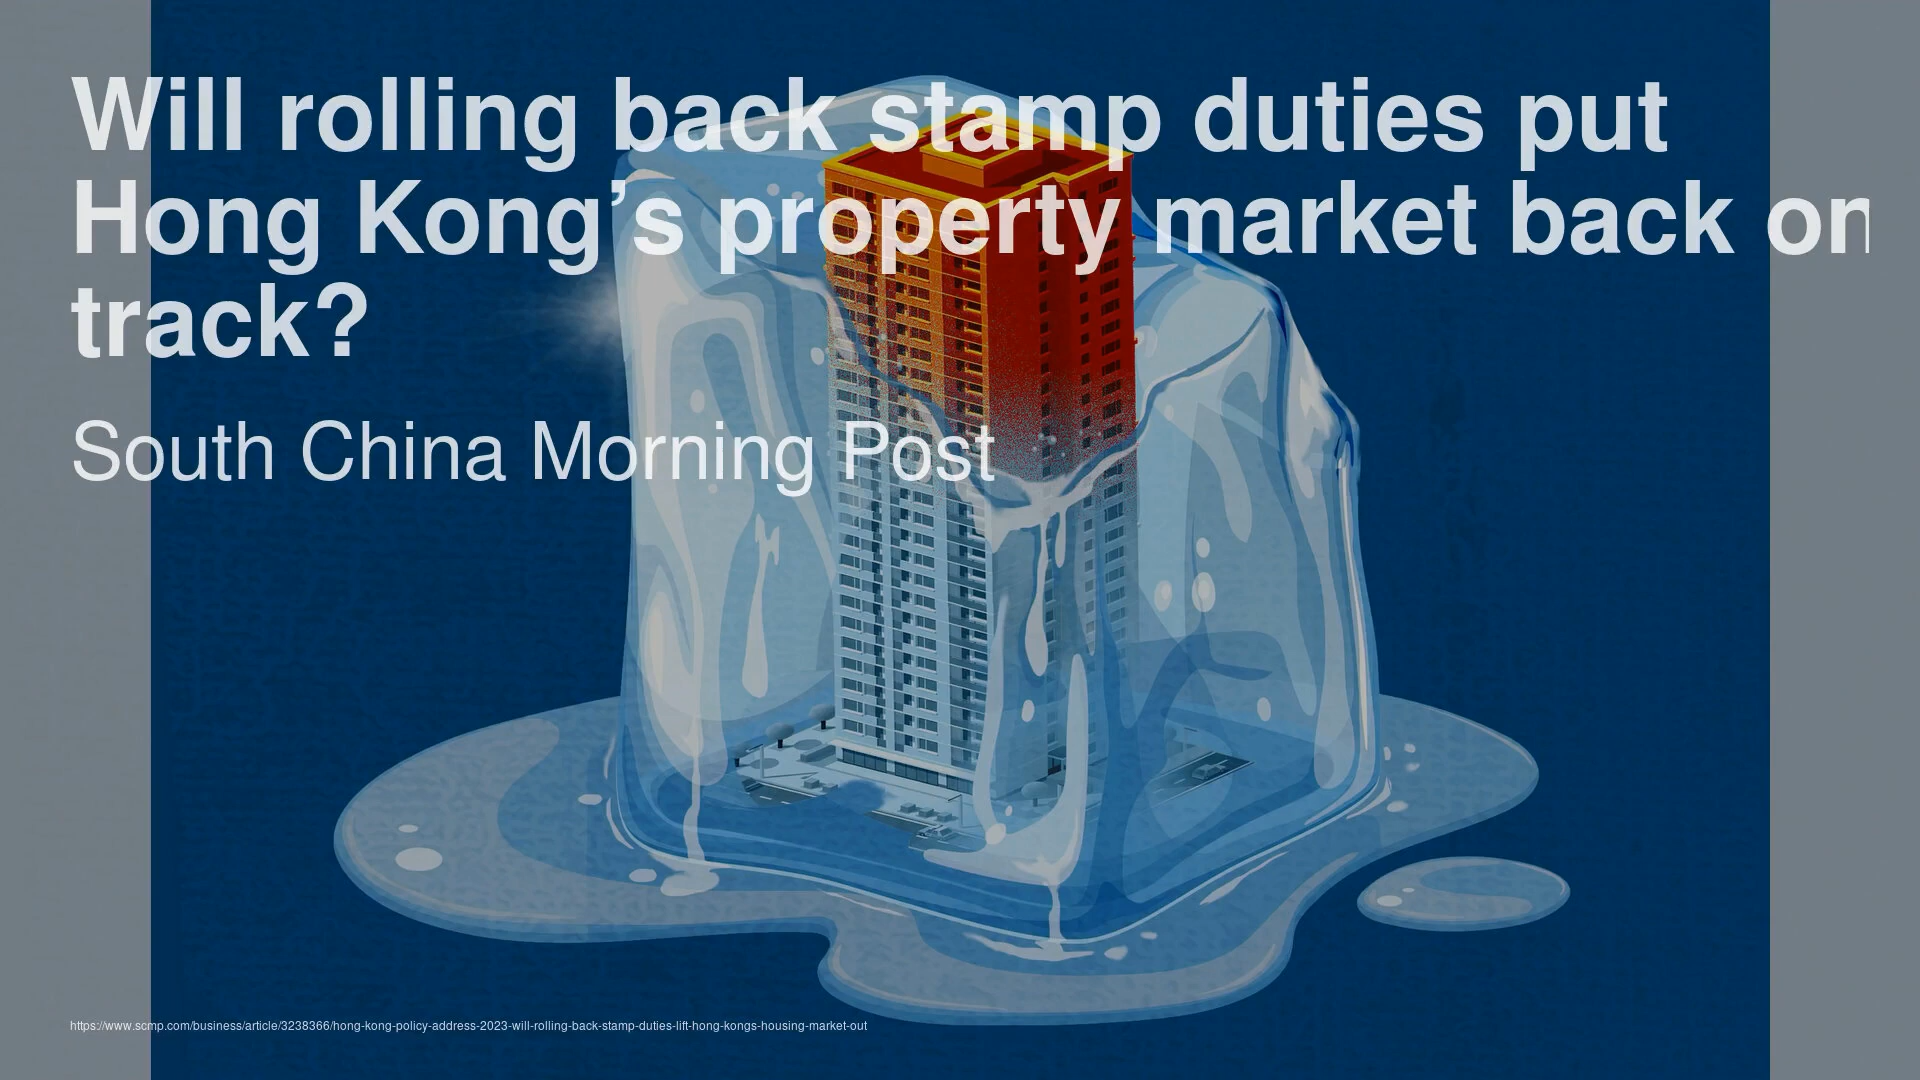 Will rolling back stamp duties put
Hong Kong’s property market back on
track?
South China Morning Post
https://www.scmp.com/business/article/3238366/hong-kong-policy-address-2023-will-rolling-back-stamp-duties-lift-hong-kongs-housing-market-out